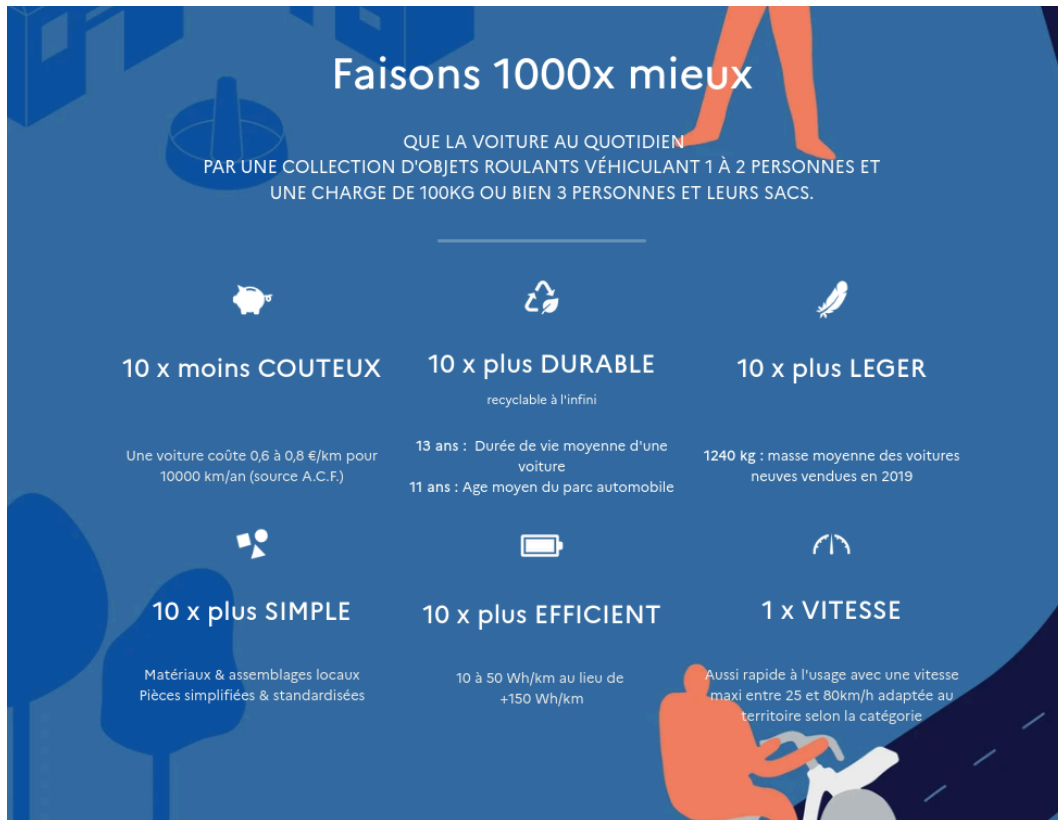 Faisons 1000x mieux
QUE LA VOITURE AU QUOTIDIEN
PAR UNE COLLECTION D'OBJETS ROULANTS VÉHICULANT 1 À 2 PERSONNES ET
UNE CHARGE DE 100KG OU BIEN 3 PERSONNES ET LEURS SACS.
10 x moins COUTEUX
Une voiture coûte 0,6 à 0,8 €/km pour
10000 km/an (source A.C.F.)
10 x plus DURABLE
recyclable à l'infini
13 ans : Durée de vie moyenne d'une
voiture
11 ans : Age moyen du parc automobile
10 x plus LEGER
1240 kg : masse moyenne des voitures
neuves vendues en 2019
10 x plus SIMPLE
Matériaux & assemblages locaux
Pièces simplifiées & standardisées
10 x plus EFFICIENT
10 à 50 Wh/km au lieu de
+150 Wh/km
1 x VITESSE
Aussi rapide à l'usage avec une vitesse
maxi entre 25 et 80km/h adaptée au
territoire selon la catégorie